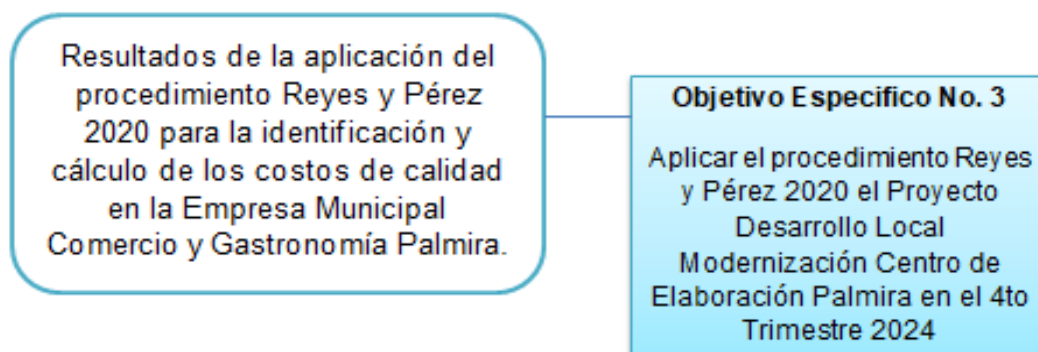 Resultados de la aplicación del
procedimiento Reyes y Pérez
2020 para la identificación y
cálculo de los costos de calidad
en la Empresa Municipal
Comercio y Gastronomía Palmira.
Objetivo Especifico No. 3
Aplicar el procedimiento Reyes
y Pérez 2020 el Proyecto
Desarrollo Local
Modernización Centro de
Elaboración Palmira en el 4to
Trimestre 2024